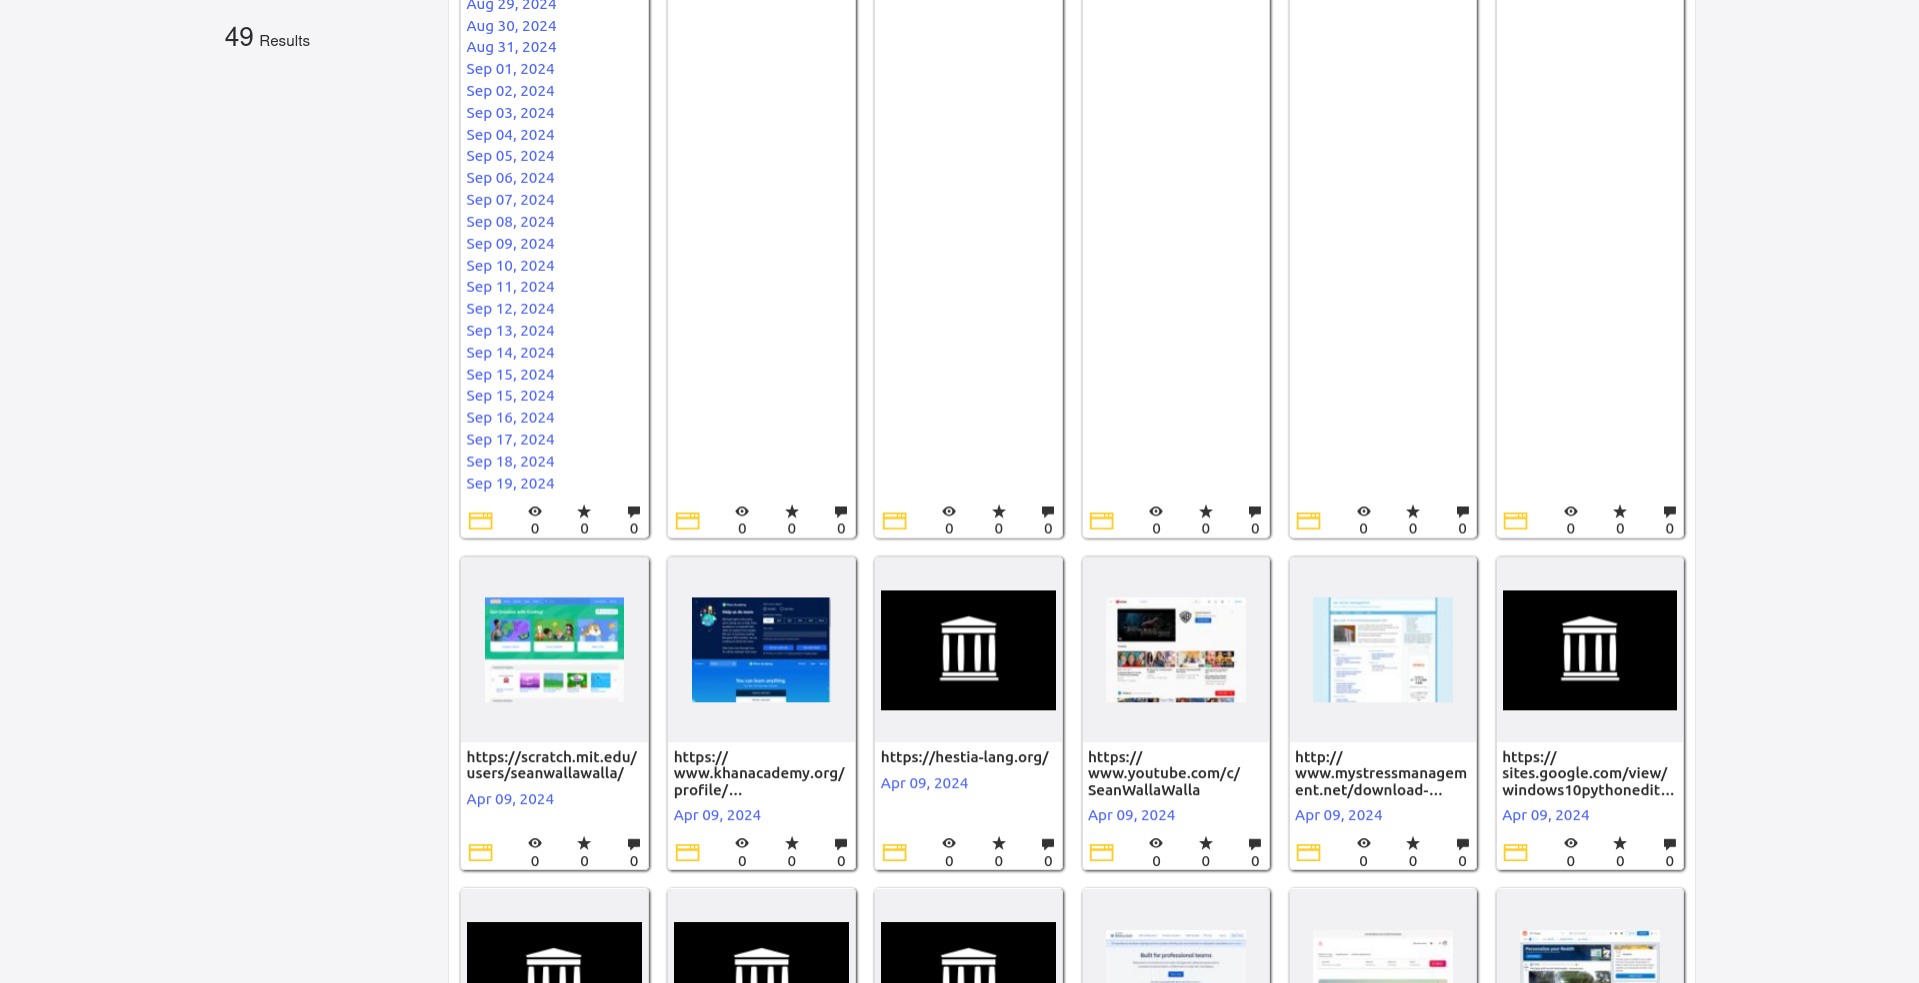 49 Results
Aug 29, 2024
Aug 30, 2024
Aug 31, 2024
Sep 01, 2024
Sep 02, 2024
Sep 03, 2024
Sep 04, 2024
Sep 05, 2024
Sep 06, 2024
Sep 07, 2024
Sep 08, 2024
Sep 09, 2024
Sep 10, 2024
Sep 11, 2024
Sep 12, 2024
Sep 13, 2024
Sep 14, 2024
Sep 15, 2024
Sep 15, 2024
Sep 16, 2024
Sep 17, 2024
Sep 18, 2024
Sep 19, 2024
0 0 0
0 0 0
0 0 0
0 0 0
0 0 0
0 0 0
https://scratch.mit.edu/
users/seanwallawalla/
Apr 09, 2024
0 0 0
https://
www.khanacademy.org/
profile/...
Apr 09, 2024
0 0 0
https://hestia-lang.org/
Apr 09, 2024
0 0 0
https://
www.youtube.com/c/
SeanWallaWalla
Apr 09, 2024
0 0 0
http://
www.mystressmanagem
ent.net/download-...
Apr 09, 2024
0 0 0
https://
sites.google.com/view/
windows10pythonedit...
Apr 09, 2024
0 0 0
Built for professional teams